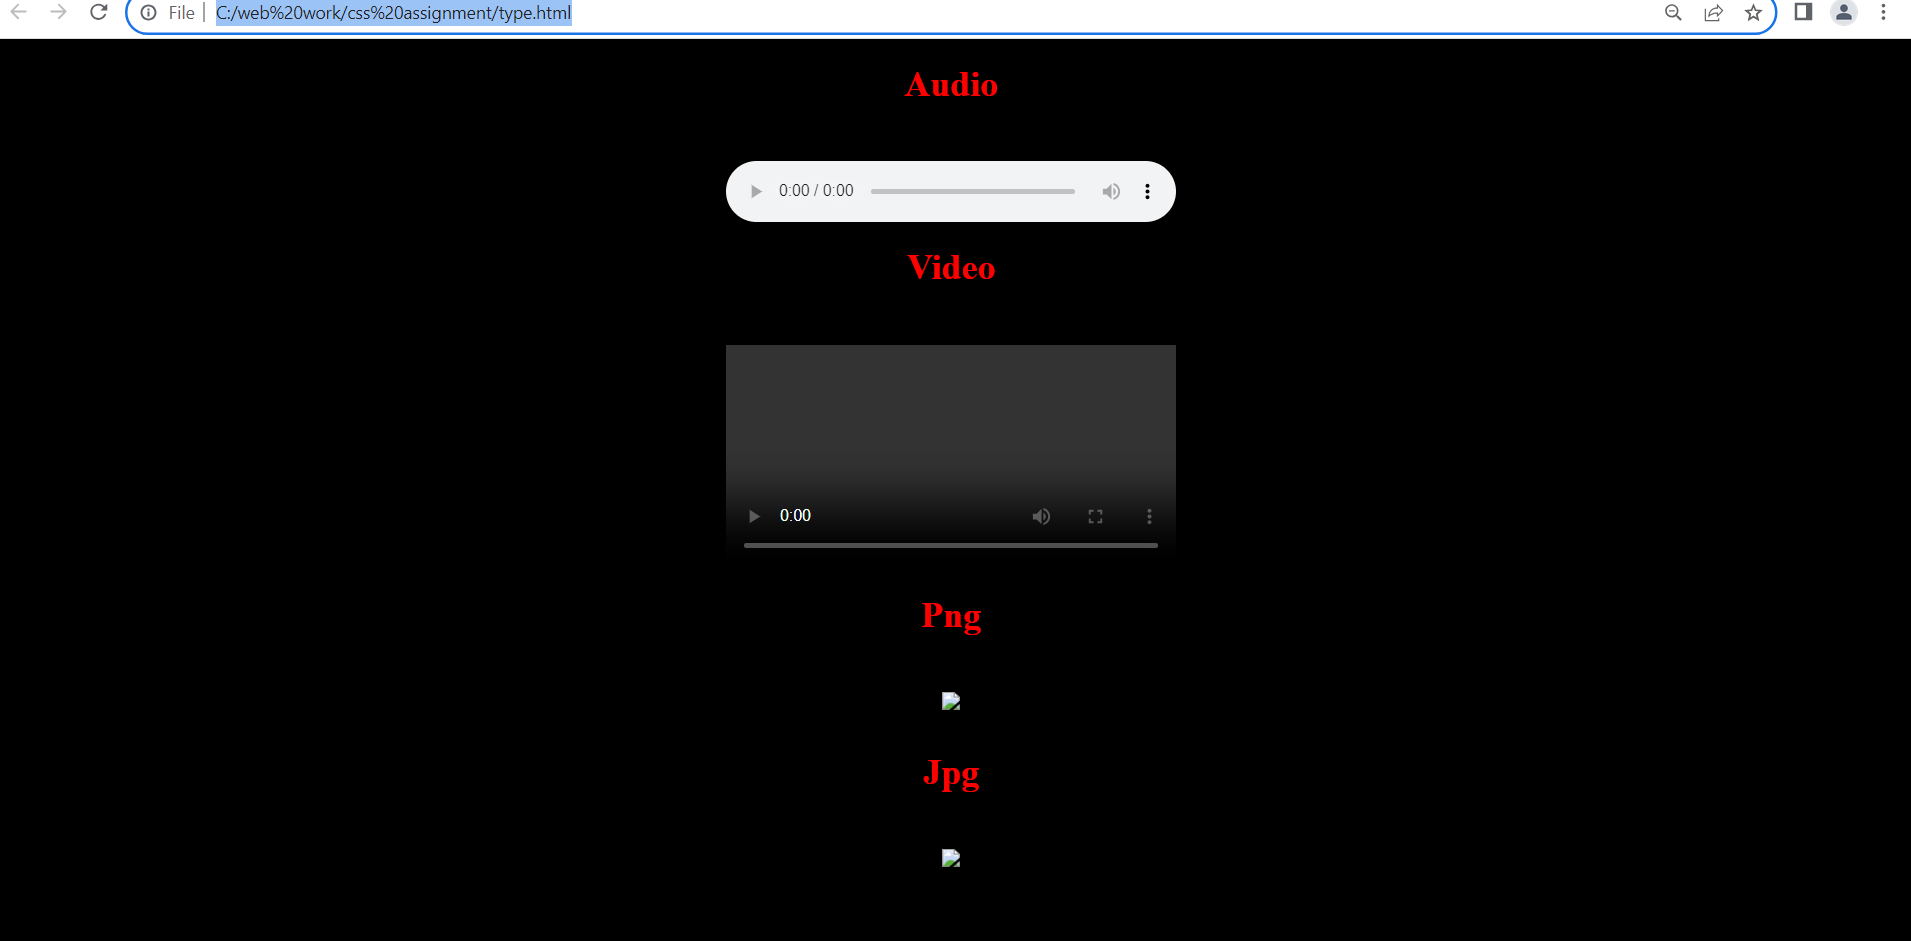 File C:/web%20work/css%20assignment/type.html
Audio
0:00 / 0:00
Video
0:00
Png
Jpg